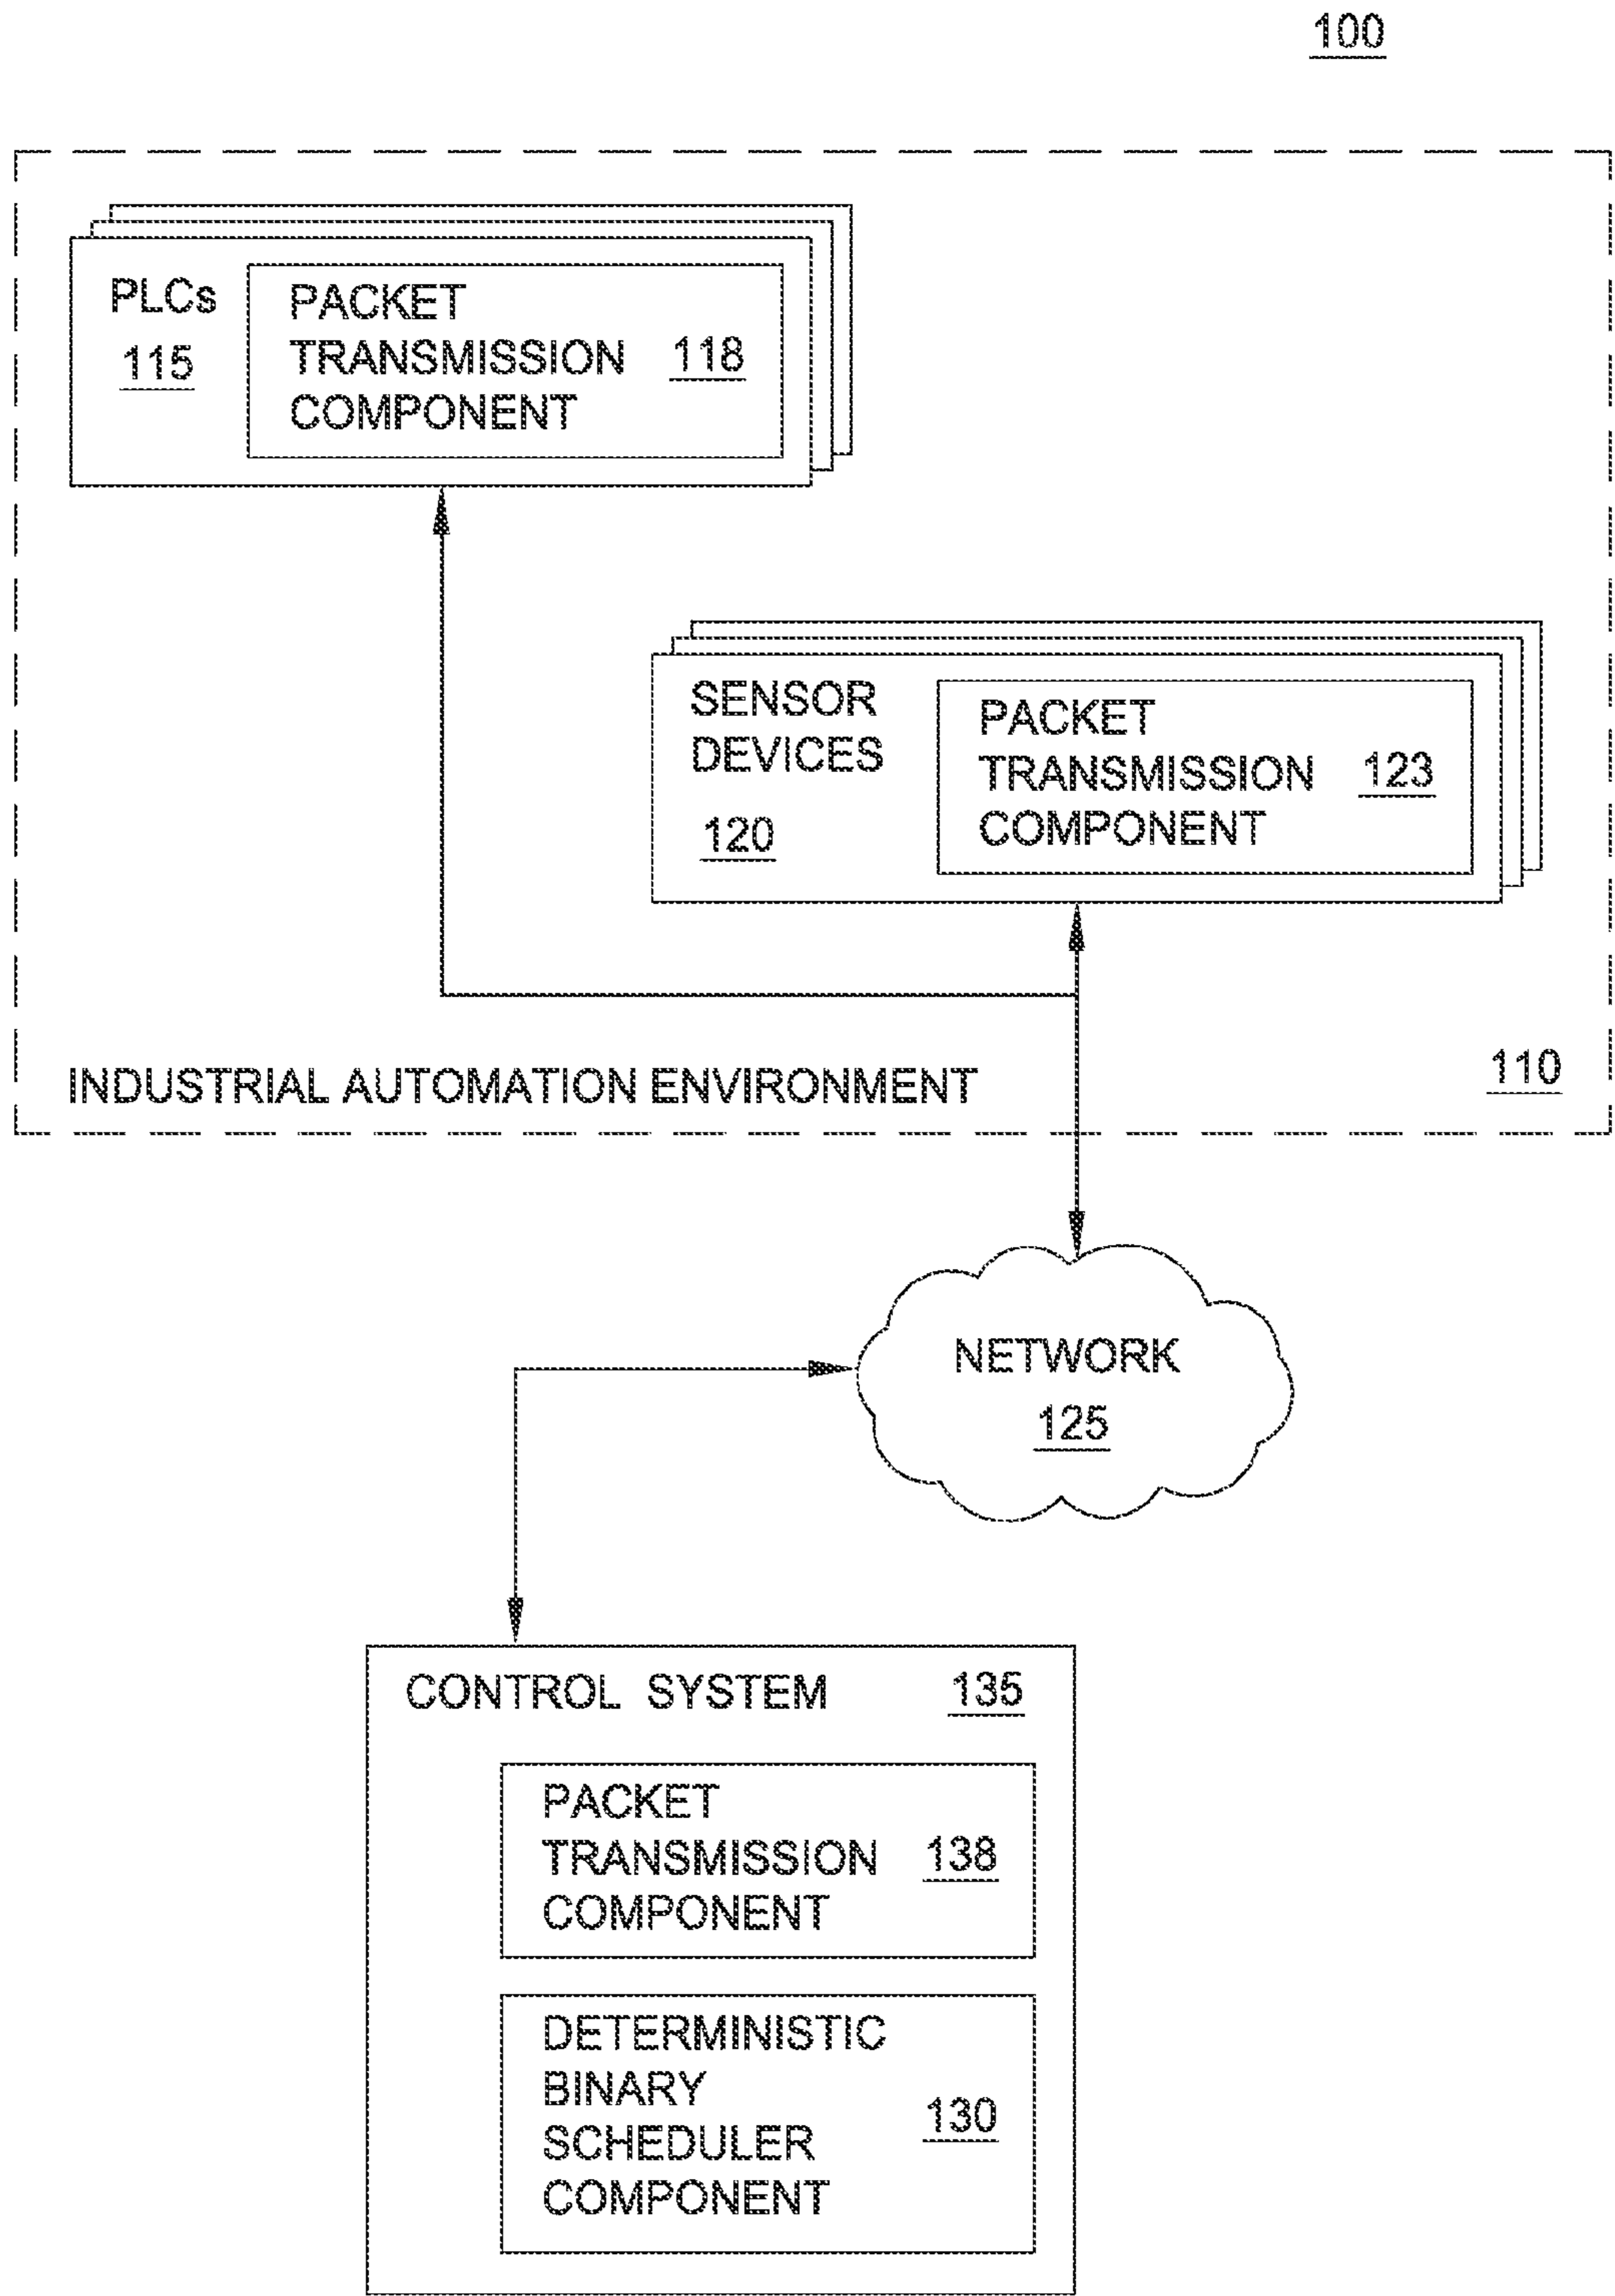 100
PLCs
115
PACKET
TRANSMISSION
COMPONENT
118
SENSOR
DEVICES
120
PACKET
TRANSMISSION
COMPONENT
123
INDUSTRIAL AUTOMATION ENVIRONMENT
110
NETWORK
125
CONTROL SYSTEM
135
PACKET
TRANSMISSION
COMPONENT
138
DETERMINISTIC
BINARY
SCHEDULER
COMPONENT
130